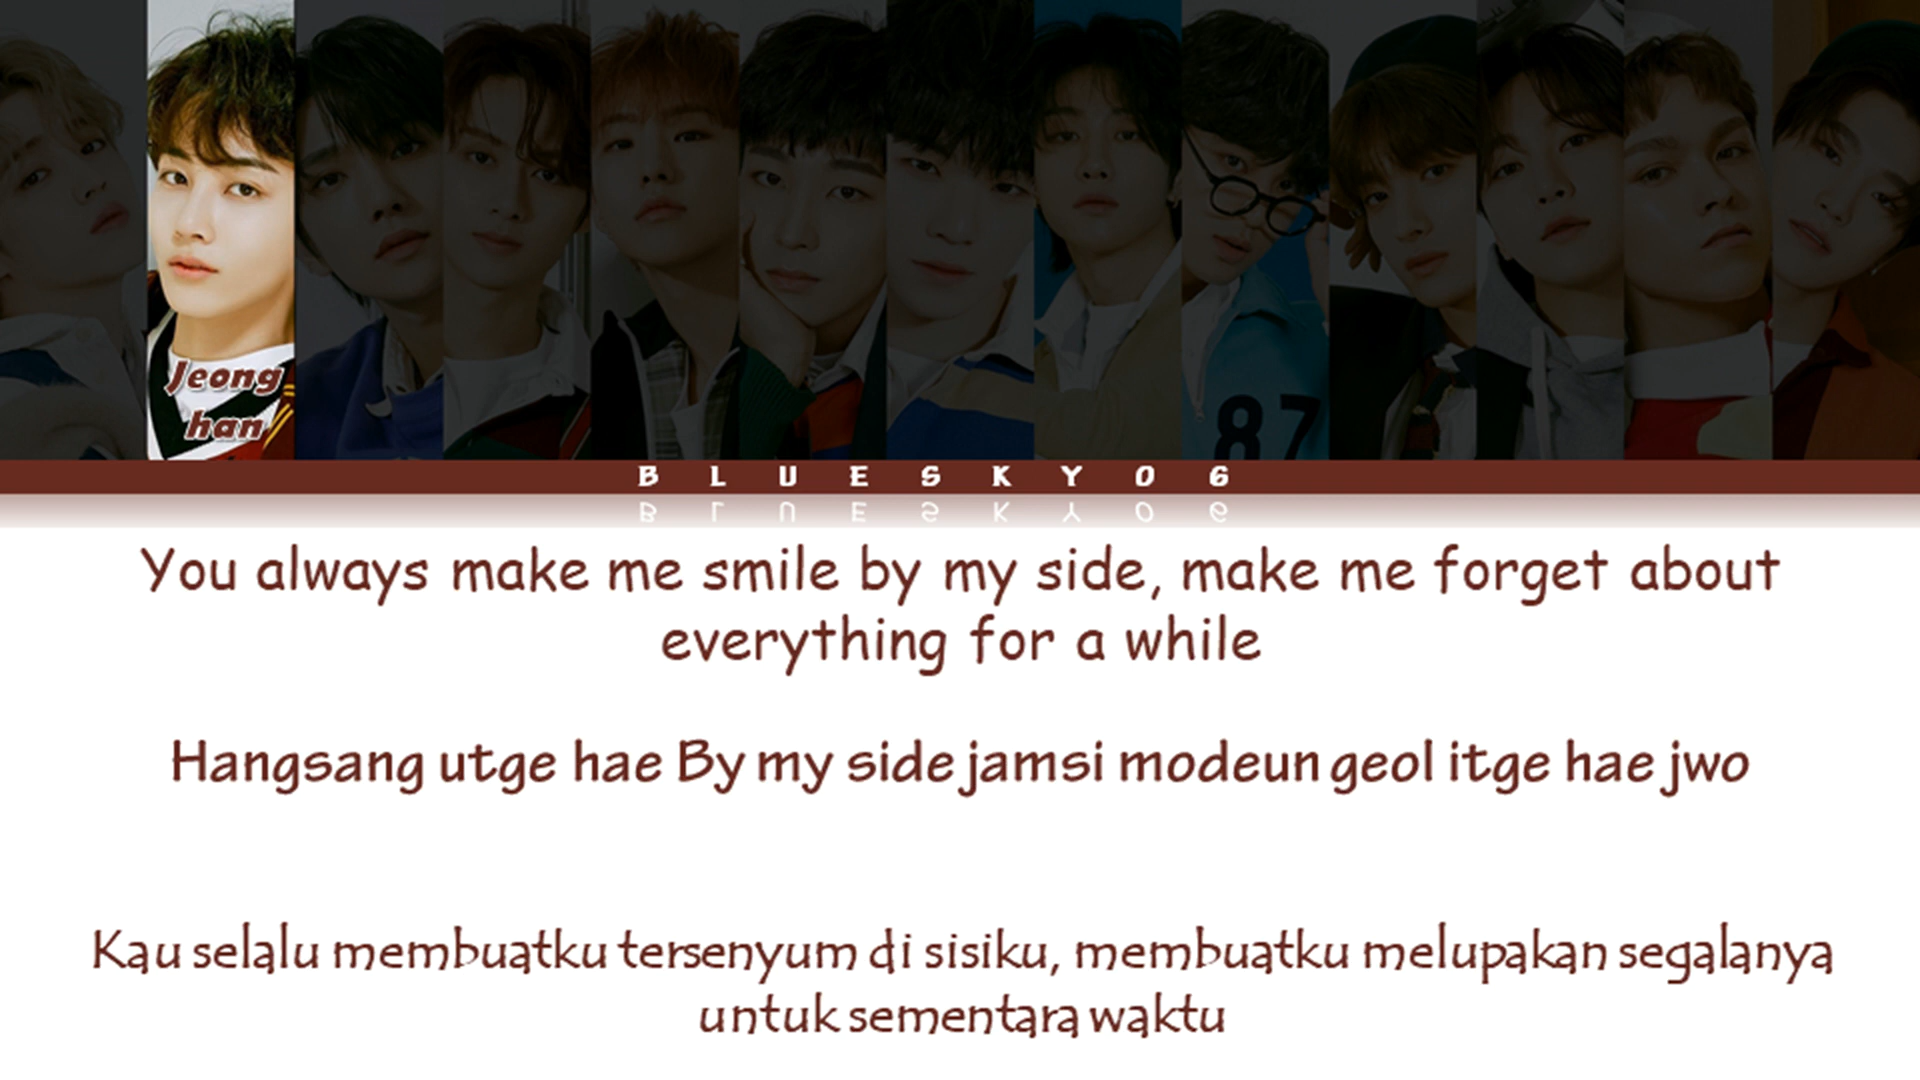 Jeong
han
87
BLUESKY06
You always make me smile by my side, make me forget about
everything for a while
Hangsang utge hae By my side jamsi modeun geol itge hae jwo
Kau selalu membuatku tersenyum di sisiku, membuatku melupakan segalanya
untuk sementara waktu